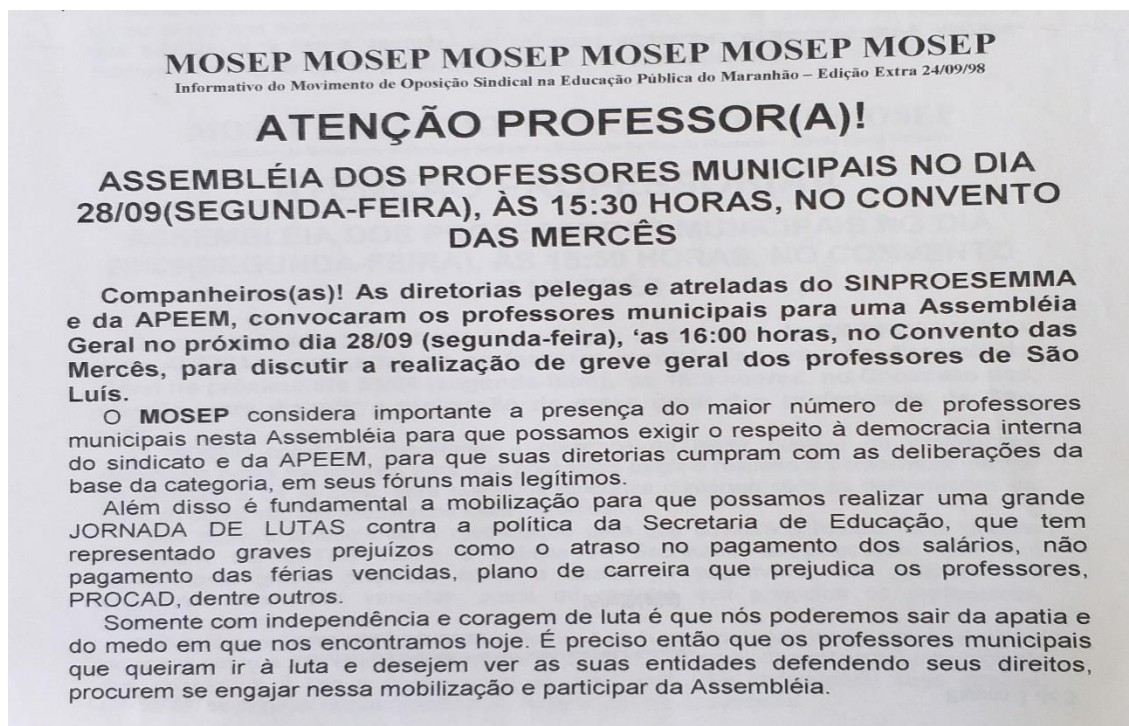 MOSEP MOSEP MOSEP MOSEP MOSEP MOSEP
Informativo do Movimento de Oposição Sindical na Educação Pública do Maranhão – Edição Extra 24/09/98
ATENÇÃO PROFESSOR(A)!
ASSEMBLÉIA DOS PROFESSORES MUNICIPAIS NO DIA
28/09(SEGUNDA-FEIRA), ÀS 15:30 HORAS, NO CONVENTO
DAS MERCÊS
Companheiros(as)! As diretorias pelegas e atreladas do SINPROESEMMA
e da APEEM, convocaram os professores municipais para uma Assembléia
Geral no próximo dia 28/09 (segunda-feira), ‘as 16:00 horas, no Convento das
Mercês, para discutir a realização de greve geral dos professores de São
Luís.
O MOSEP considera importante a presença do maior número de professores
municipais nesta Assembléia para que possamos exigir o respeito à democracia interna
do sindicato e da APEEM, para que suas diretorias cumpram com as deliberações da
base da categoria, em seus fóruns mais legítimos.
Além disso é fundamental a mobilização para que possamos realizar uma grande
JORNADA DE LUTAS contra a política da Secretaria de Educação, que tem
representado graves prejuízos como o atraso no pagamento dos salários, não
pagamento das férias vencidas, plano de carreira que prejudica os professores,
PROCAD, dentre outros.
Somente com independência e coragem de luta é que nós poderemos sair da apatia e
do medo em que nos encontramos hoje. É preciso então que os professores municipais
que queiram ir à luta e desejem ver as suas entidades defendendo seus direitos,
procurem se engajar nessa mobilização e participar da Assembléia.